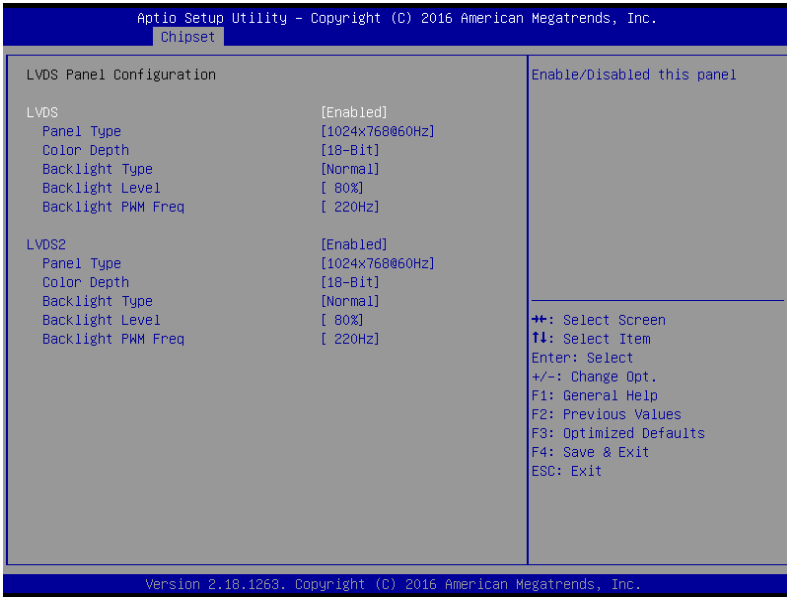 Aptio Setup Utility – Copyright (C) 2016 American Megatrends, Inc.
Chipset
LVDS Panel Configuration
LVDS [Enabled]
Panel Type [1024x768@60Hz]
Color Depth [18-Bit]
Backlight Type [Normal]
Backlight Level [ 80%]
Backlight PWM Freq [ 220Hz]
LVDS2 [Enabled]
Panel Type [1024x768@60Hz]
Color Depth [18-Bit]
Backlight Type [Normal]
Backlight Level [ 80%]
Backlight PWM Freq [ 220Hz]
Enable/Disabled this panel
→←: Select Screen
↑↓: Select Item
Enter: Select
+/-: Change Opt.
F1: General Help
F2: Previous Values
F3: Optimized Defaults
F4: Save & Exit
ESC: Exit
Version 2.18.1263. Copyright (C) 2016 American Megatrends, Inc.